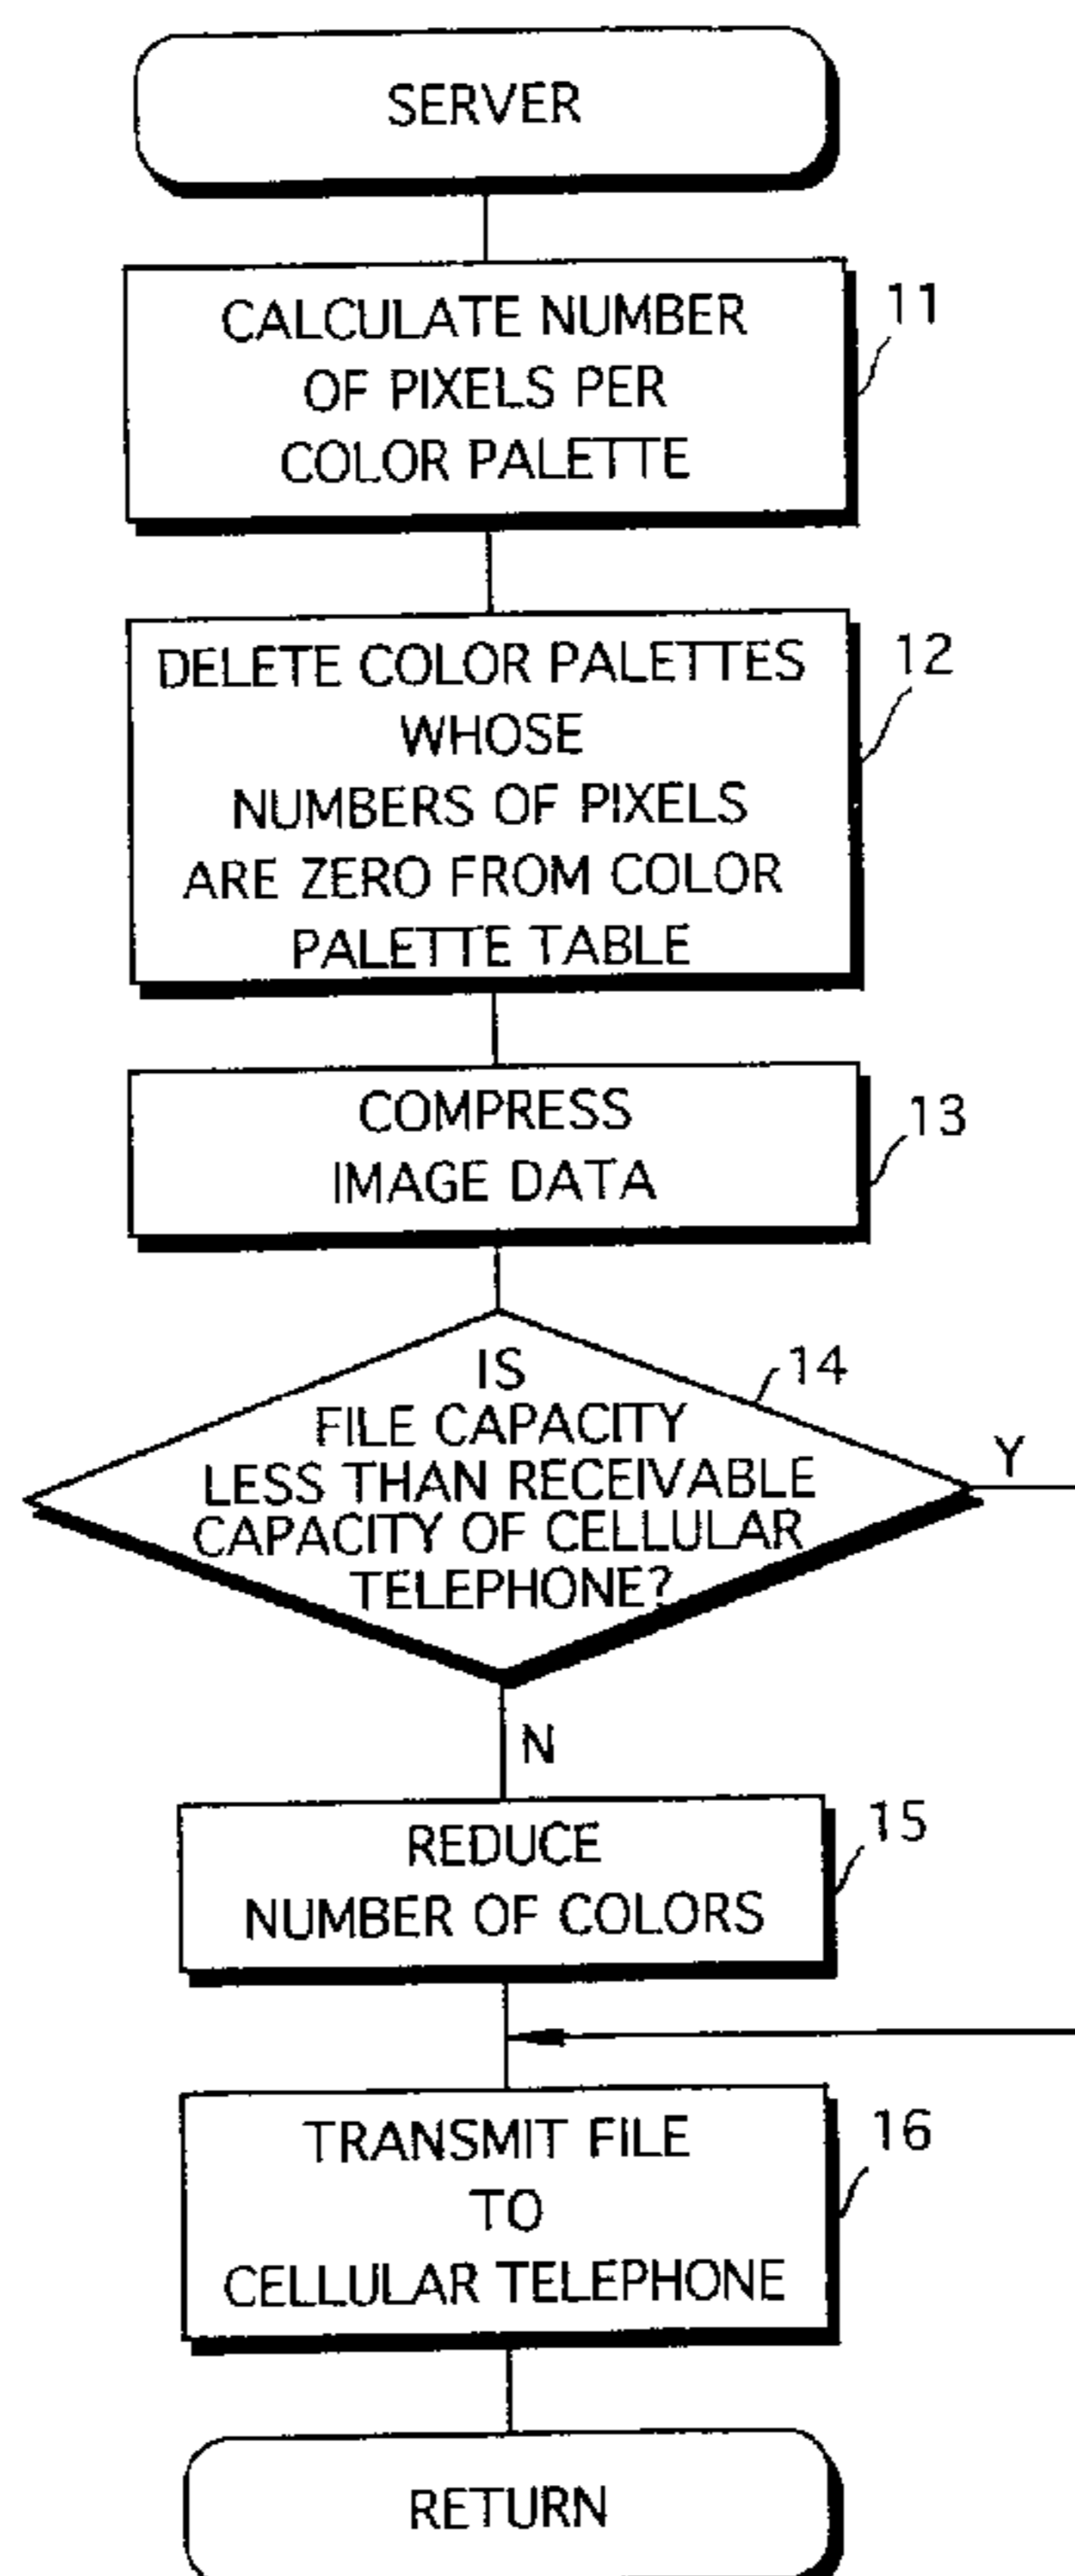 SERVER
CALCULATE NUMBER
OF PIXELS PER
COLOR PALETTE
11
DELETE COLOR PALETTES
WHOSE
NUMBERS OF PIXELS
ARE ZERO FROM COLOR
PALETTE TABLE
12
COMPRESS
IMAGE DATA
13
IS
FILE CAPACITY
LESS THAN RECEIVABLE
CAPACITY OF CELLULAR
TELEPHONE?
14
Y
N
REDUCE
NUMBER OF COLORS
15
TRANSMIT FILE
TO
CELLULAR TELEPHONE
16
RETURN